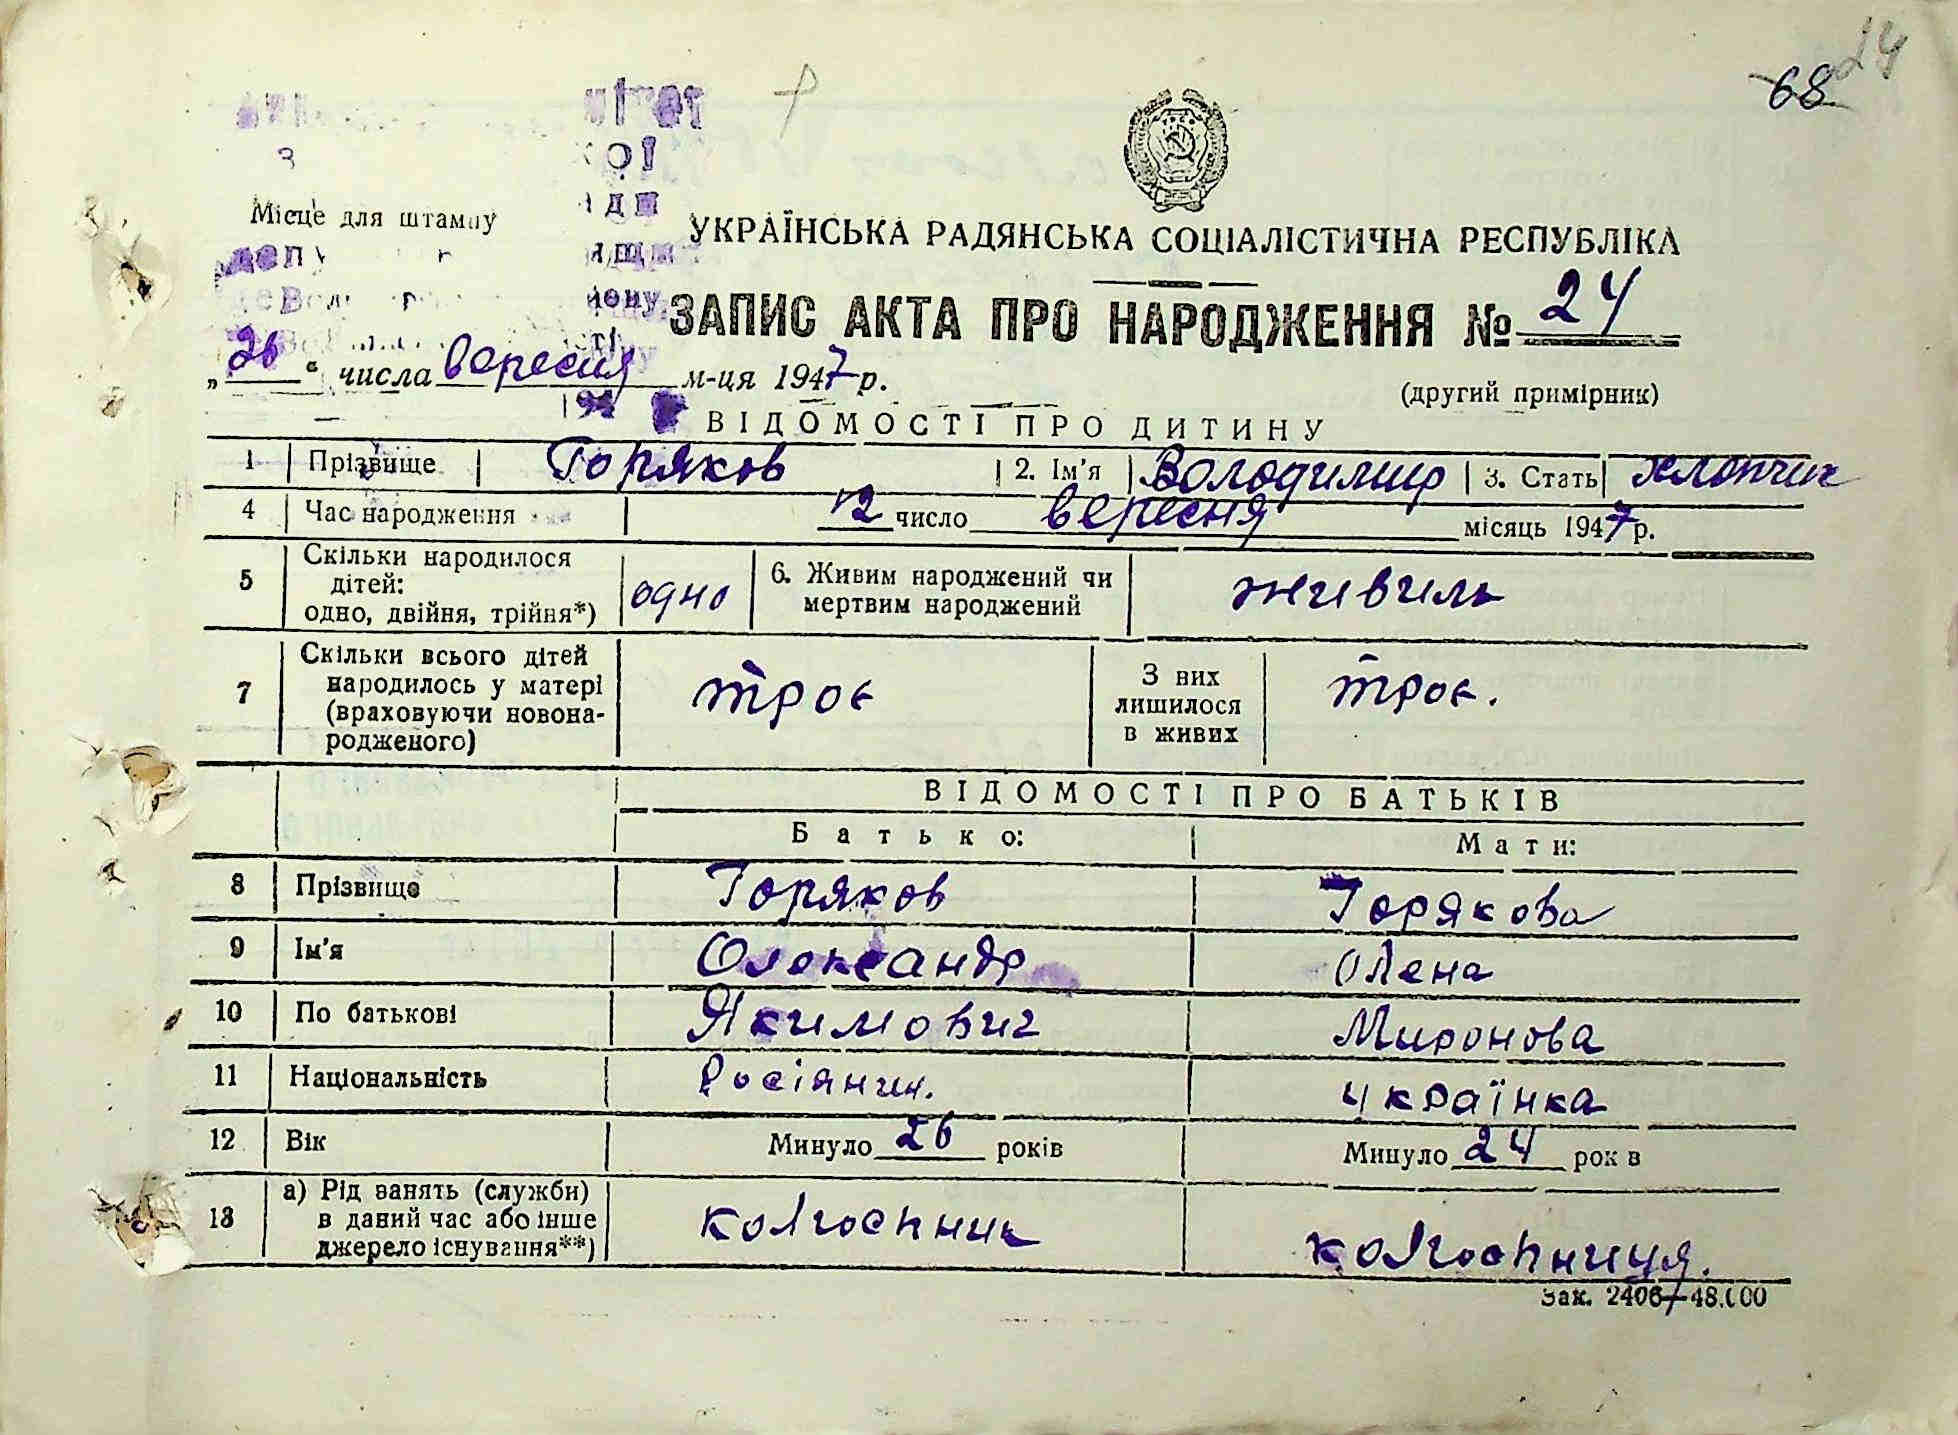 24
68
Місце для штампу
УКРАЇНСЬКА РАДЯНСЬКА СОЦІАЛІСТИЧНА РЕСПУБЛІКА
ЗАПИС АКТА ПРО НАРОДЖЕННЯ № 24
„26“ числа вересня м-ця 1947 р.
(другий примірник)
ВІДОМОСТІ ПРО ДИТИНУ
1 Прізвище Горяков 2. Ім'я Володимир 3. Стать хлопчик
4 Час народження 12 число вересня місяць 1947 р.
5 Скільки народилося дітей: одно, двійня, трійня*) одно 6. Живим народжений чи мертвим народжений живим
7 Скільки всього дітей народилось у матері (враховуючи новонародженого) троє З них лишилося в живих троє.
ВІДОМОСТІ ПРО БАТЬКІВ
Батько: Мати:
8 Прізвище Горяков Горякова
9 Ім'я Олександр Олена
10 По батькові Якимович Миронова
11 Національність Росіянин. українка
12 Вік Минуло 26 років Минуло 24 рок в
13 а) Рід занять (служби) в даний час або інше джерело існування**) колгоспник колгоспниця.
Зак. 2406—48.000